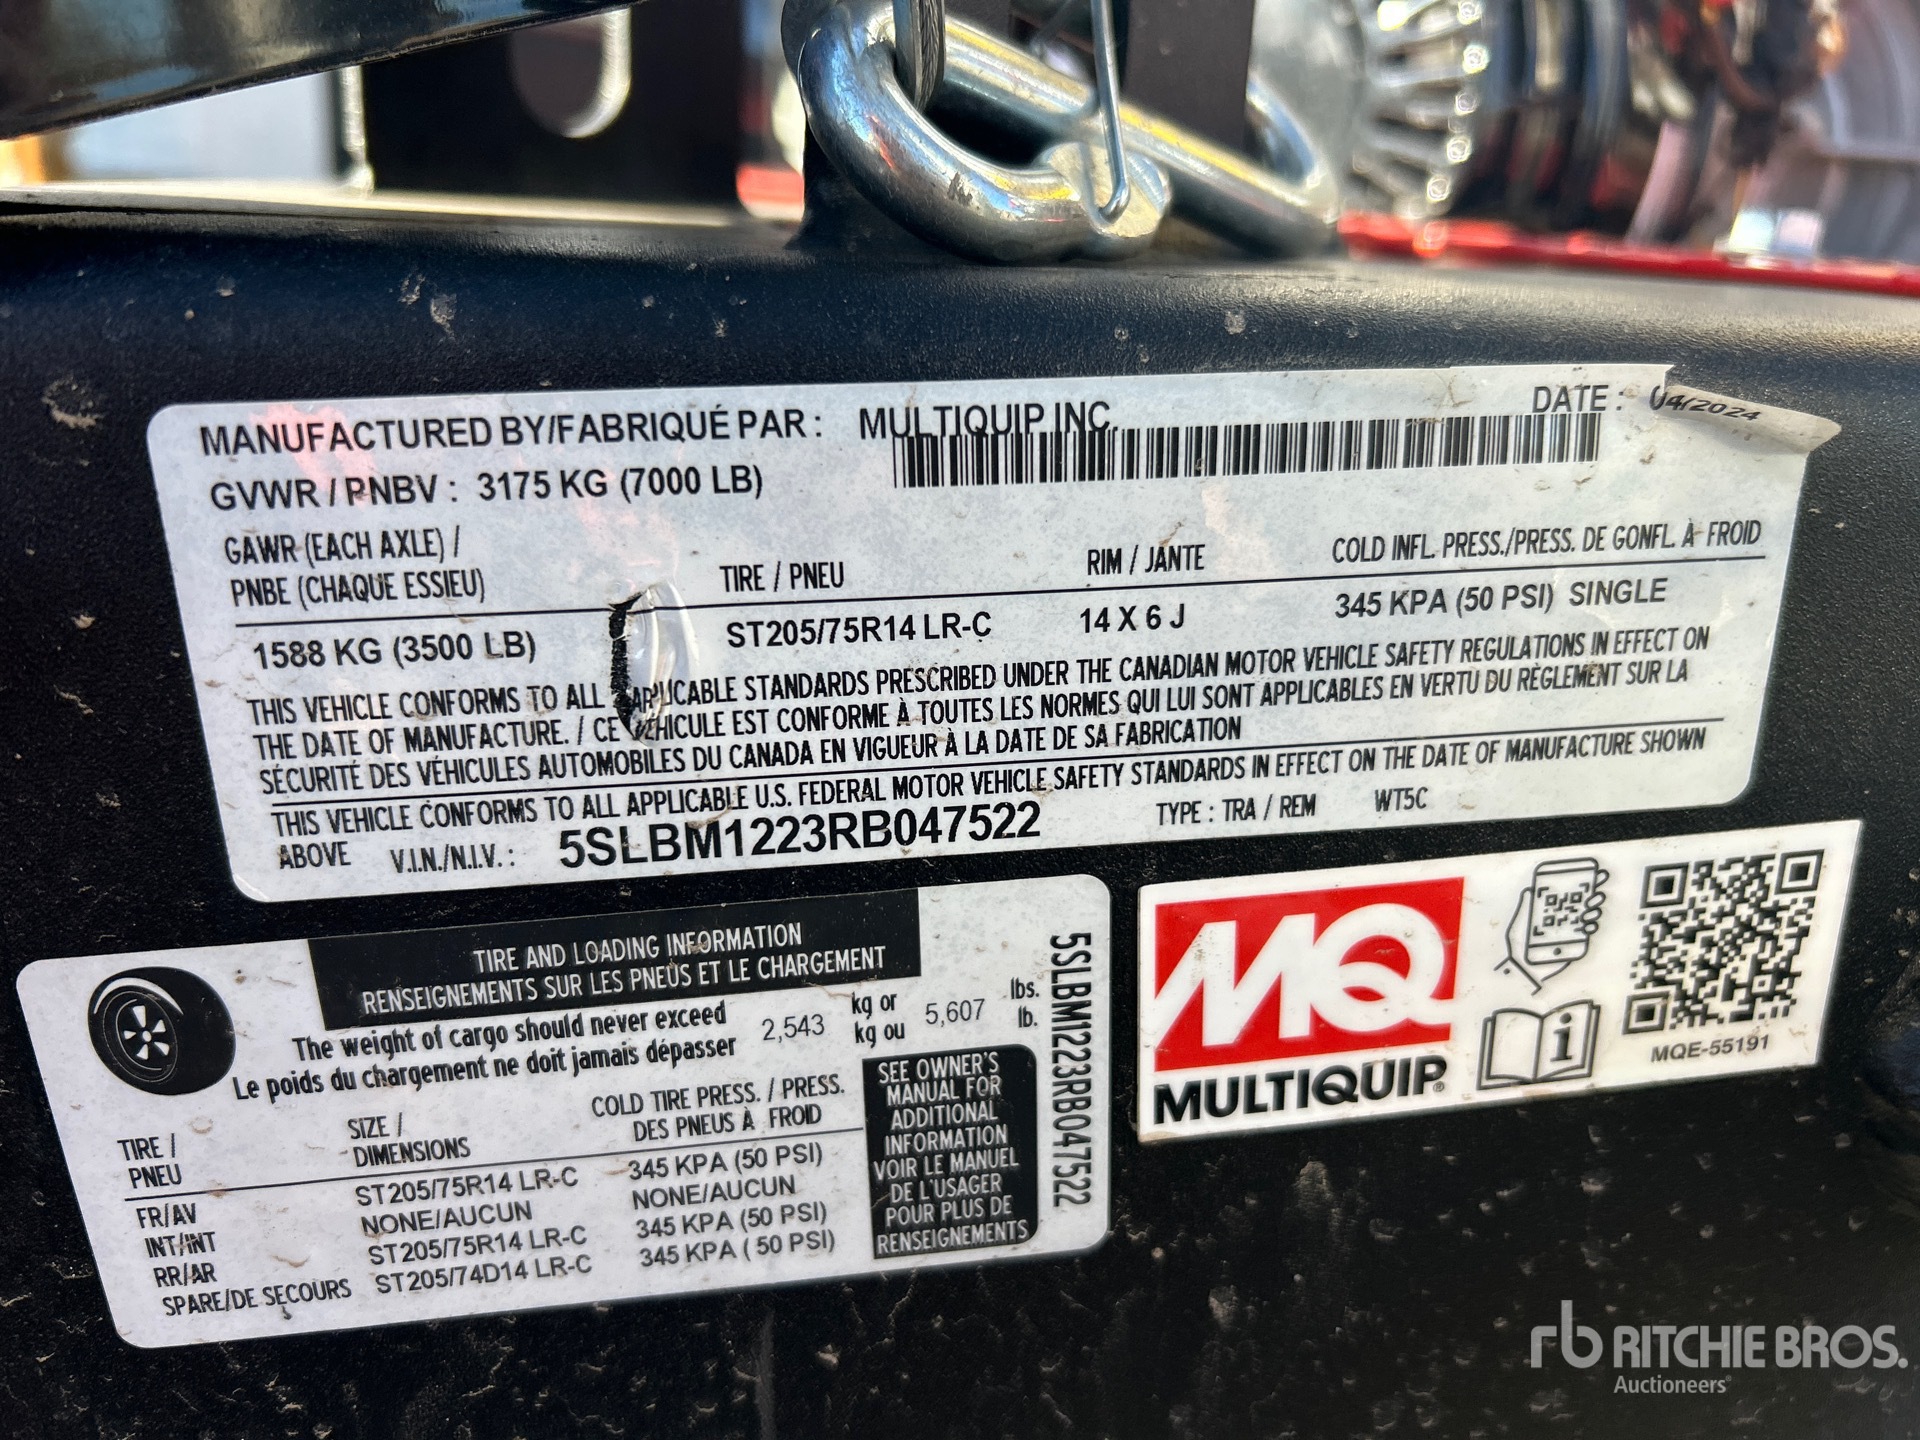 MANUFACTURED BY/FABRIQUÉ PAR : MULTIQUIP INC. DATE : 04/2024
GVWR / PNBV : 3175 KG (7000 LB)
GAWR (EACH AXLE) /
PNBE (CHAQUE ESSIEU) TIRE / PNEU RIM / JANTE COLD INFL. PRESS./PRESS. DE GONFL. À FROID
1588 KG (3500 LB) ST205/75R14 LR-C 14 X 6 J 345 KPA (50 PSI) SINGLE
THIS VEHICLE CONFORMS TO ALL APPLICABLE STANDARDS PRESCRIBED UNDER THE CANADIAN MOTOR VEHICLE SAFETY REGULATIONS IN EFFECT ON
THE DATE OF MANUFACTURE. / CE VÉHICULE EST CONFORME À TOUTES LES NORMES QUI LUI SONT APPLICABLES EN VERTU DU RÈGLEMENT SUR LA
SÉCURITÉ DES VÉHICULES AUTOMOBILES DU CANADA EN VIGUEUR À LA DATE DE SA FABRICATION
THIS VEHICLE CONFORMS TO ALL APPLICABLE U.S. FEDERAL MOTOR VEHICLE SAFETY STANDARDS IN EFFECT ON THE DATE OF MANUFACTURE SHOWN
ABOVE V.I.N./N.I.V. : 5SLBM1223RB047522 TYPE : TRA / REM WT5C
TIRE AND LOADING INFORMATION
RENSEIGNEMENTS SUR LES PNEUS ET LE CHARGEMENT
The weight of cargo should never exceed 2,543 kg or 5,607 lbs.
Le poids du chargement ne doit jamais dépasser kg ou lb.
TIRE / SIZE / COLD TIRE PRESS. / PRESS.
PNEU DIMENSIONS DES PNEUS À FROID
FR/AV ST205/75R14 LR-C 345 KPA (50 PSI)
INT/INT NONE/AUCUN NONE/AUCUN
RR/AR ST205/75R14 LR-C 345 KPA (50 PSI)
SPARE/DE SECOURS ST205/74D14 LR-C 345 KPA ( 50 PSI)
SEE OWNER'S
MANUAL FOR
ADDITIONAL
INFORMATION
VOIR LE MANUEL
DE L'USAGER
POUR PLUS DE
RENSEIGNEMENTS
5SLBM1223RB047522
MQ
MULTIQUIP®
i
MQE-55191
rb RITCHIE BROS.
Auctioneers